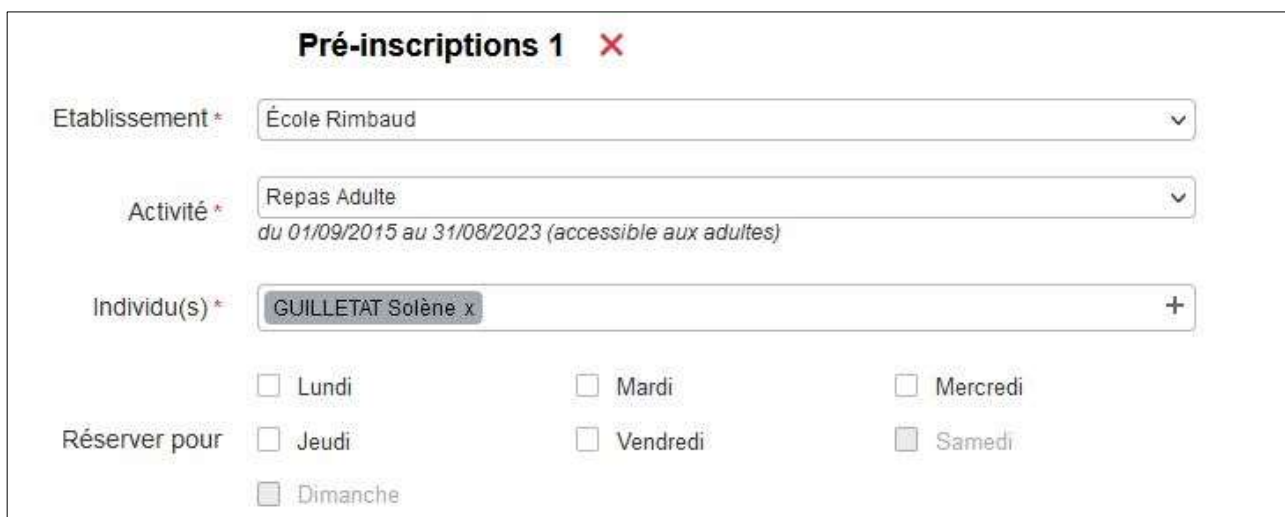 Pré-inscriptions 1
Etablissement * École Rimbaud
Activité * Repas Adulte
du 01/09/2015 au 31/08/2023 (accessible aux adultes)
Individu(s) * GUILLETAT Solène x +
Lundi Mardi Mercredi
Réserver pour Jeudi Vendredi Samedi
Dimanche